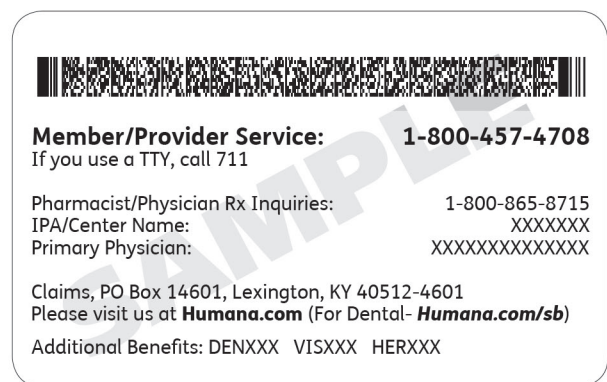 Member/Provider Service: 1-800-457-4708
If you use a TTY, call 711
Pharmacist/Physician Rx Inquiries: 1-800-865-8715
IPA/Center Name: XXXXXXX
Primary Physician: XXXXXXXXXXXXXX
Claims, PO Box 14601, Lexington, KY 40512-4601
Please visit us at Humana.com (For Dental- Humana.com/sb)
Additional Benefits: DENXXX VISXXX HERXXX
SAMPLE